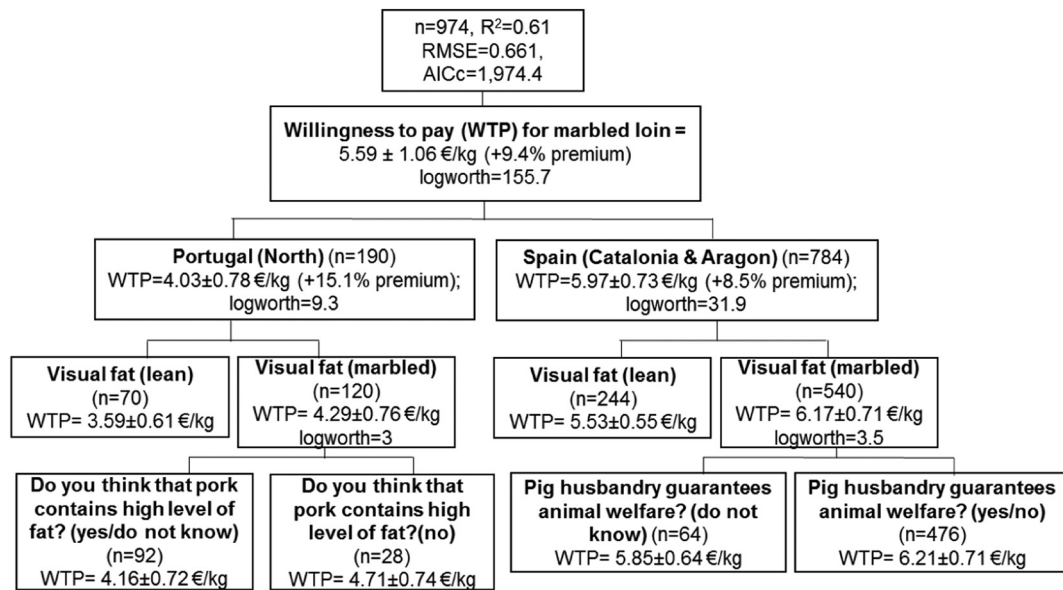 n=974, R²=0.61
RMSE=0.661,
AICc=1,974.4
Willingness to pay (WTP) for marbled loin =
5.59 ± 1.06 €/kg (+9.4% premium)
logworth=155.7
Portugal (North) (n=190)
WTP=4.03±0.78 €/kg (+15.1% premium);
logworth=9.3
Spain (Catalonia & Aragon) (n=784)
WTP=5.97±0.73 €/kg (+8.5% premium);
logworth=31.9
Visual fat (lean)
(n=70)
WTP= 3.59±0.61 €/kg
Visual fat (marbled)
(n=120)
WTP= 4.29±0.76 €/kg
logworth=3
Visual fat (lean)
(n=244)
WTP= 5.53±0.55 €/kg
Visual fat (marbled)
(n=540)
WTP= 6.17±0.71 €/kg
logworth=3.5
Do you think that pork
contains high level of
fat? (yes/do not know)
(n=92)
WTP= 4.16±0.72 €/kg
Do you think that
pork contains high
level of fat?(no)
(n=28)
WTP= 4.71±0.74 €/kg
Pig husbandry guarantees
animal welfare? (do not
know) (n=64)
WTP= 5.85±0.64 €/kg
Pig husbandry guarantees
animal welfare? (yes/no)
(n=476)
WTP= 6.21±0.71 €/kg